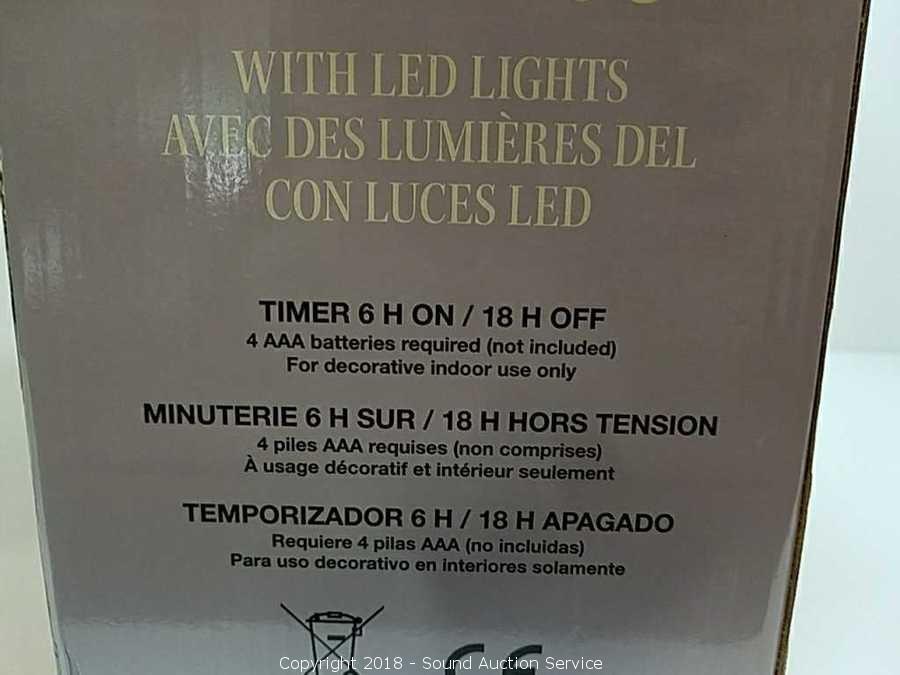 WITH LED LIGHTS
AVEC DES LUMIÈRES DEL
CON LUCES LED
TIMER 6 H ON / 18 H OFF
4 AAA batteries required (not included)
For decorative indoor use only
MINUTERIE 6 H SUR / 18 H HORS TENSION
4 piles AAA requises (non comprises)
À usage décoratif et intérieur seulement
TEMPORIZADOR 6 H / 18 H APAGADO
Requiere 4 pilas AAA (no incluidas)
Para uso decorativo en interiores solamente
CE
Copyright 2018 - Sound Auction Service